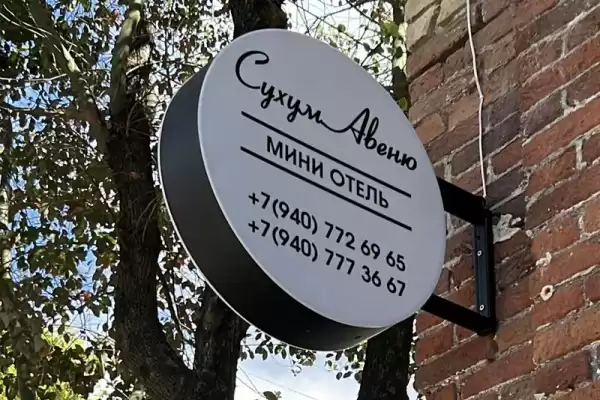 Сухум Авеню
МИНИ ОТЕЛЬ
+7(940) 772 69 65
+7(940) 777 36 67